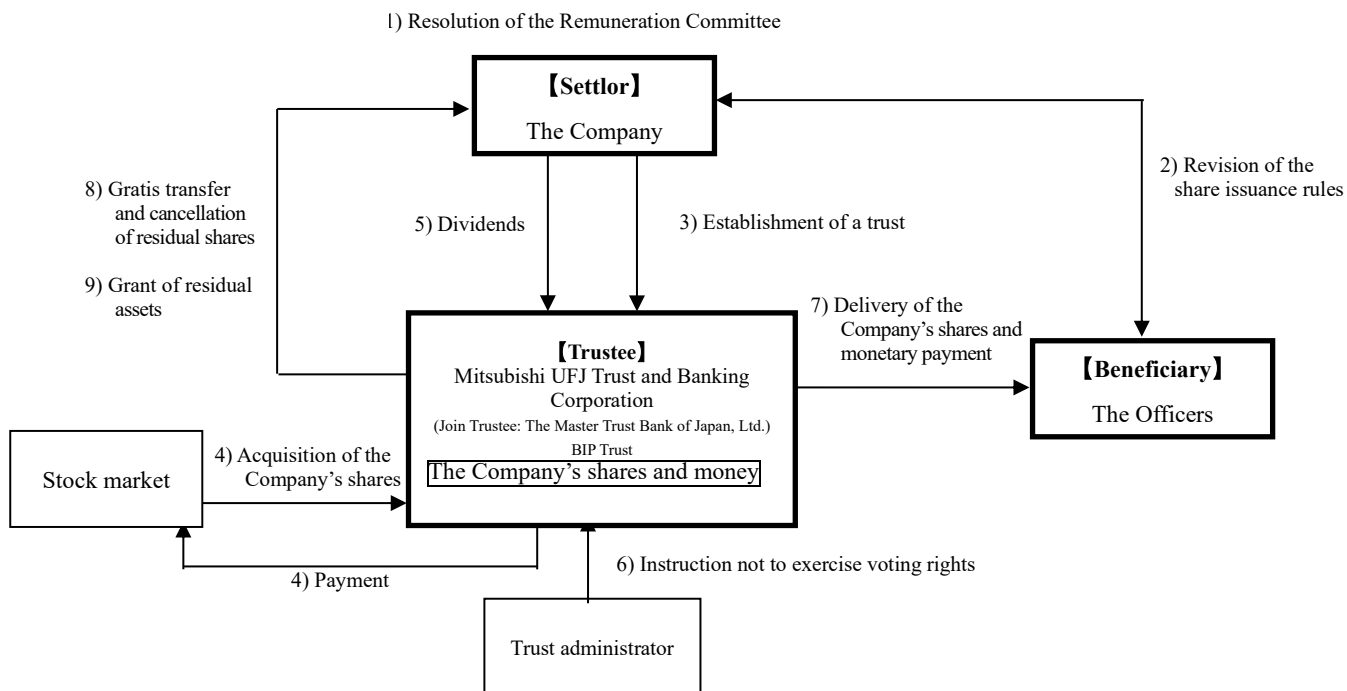 1) Resolution of the Remuneration Committee
【Settlor】
The Company
2) Revision of the
share issuance rules
8) Gratis transfer
and cancellation
of residual shares
5) Dividends
3) Establishment of a trust
9) Grant of residual
assets
7) Delivery of the
Company's shares and
monetary payment
【Trustee】
Mitsubishi UFJ Trust and Banking
Corporation
(Join Trustee: The Master Trust Bank of Japan, Ltd.)
BIP Trust
The Company's shares and money
【Beneficiary】
The Officers
Stock market
4) Acquisition of the
Company's shares
4) Payment
6) Instruction not to exercise voting rights
Trust administrator